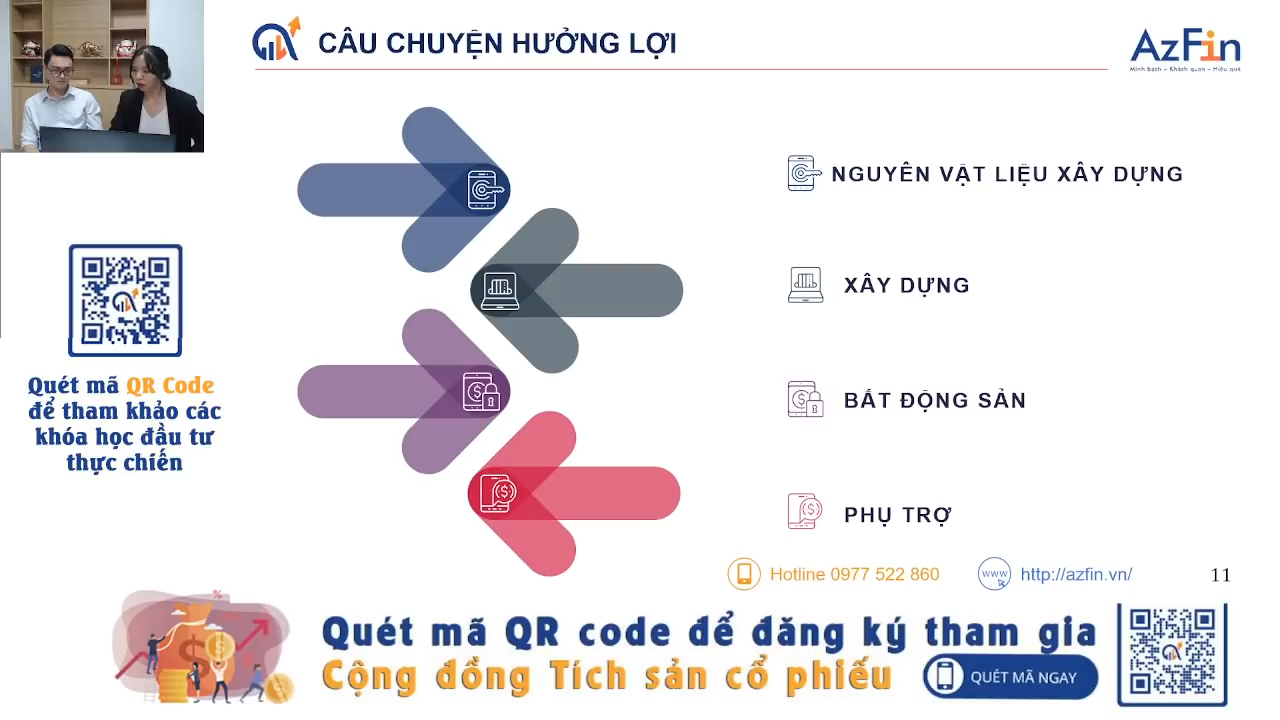 CÂU CHUYỆN HƯỞNG LỢI
AzFin
Minh bạch – Khách quan – Hiệu quả
NGUYÊN VẬT LIỆU XÂY DỰNG
XÂY DỰNG
BẤT ĐỘNG SẢN
PHỤ TRỢ
Quét mã QR Code
để tham khảo các
khóa học đầu tư
thực chiến
Hotline 0977 522 860
www
http://azfin.vn/
11
Quét mã QR code để đăng ký tham gia
Cộng đồng Tích sản cổ phiếu
QUÉT MÃ NGAY